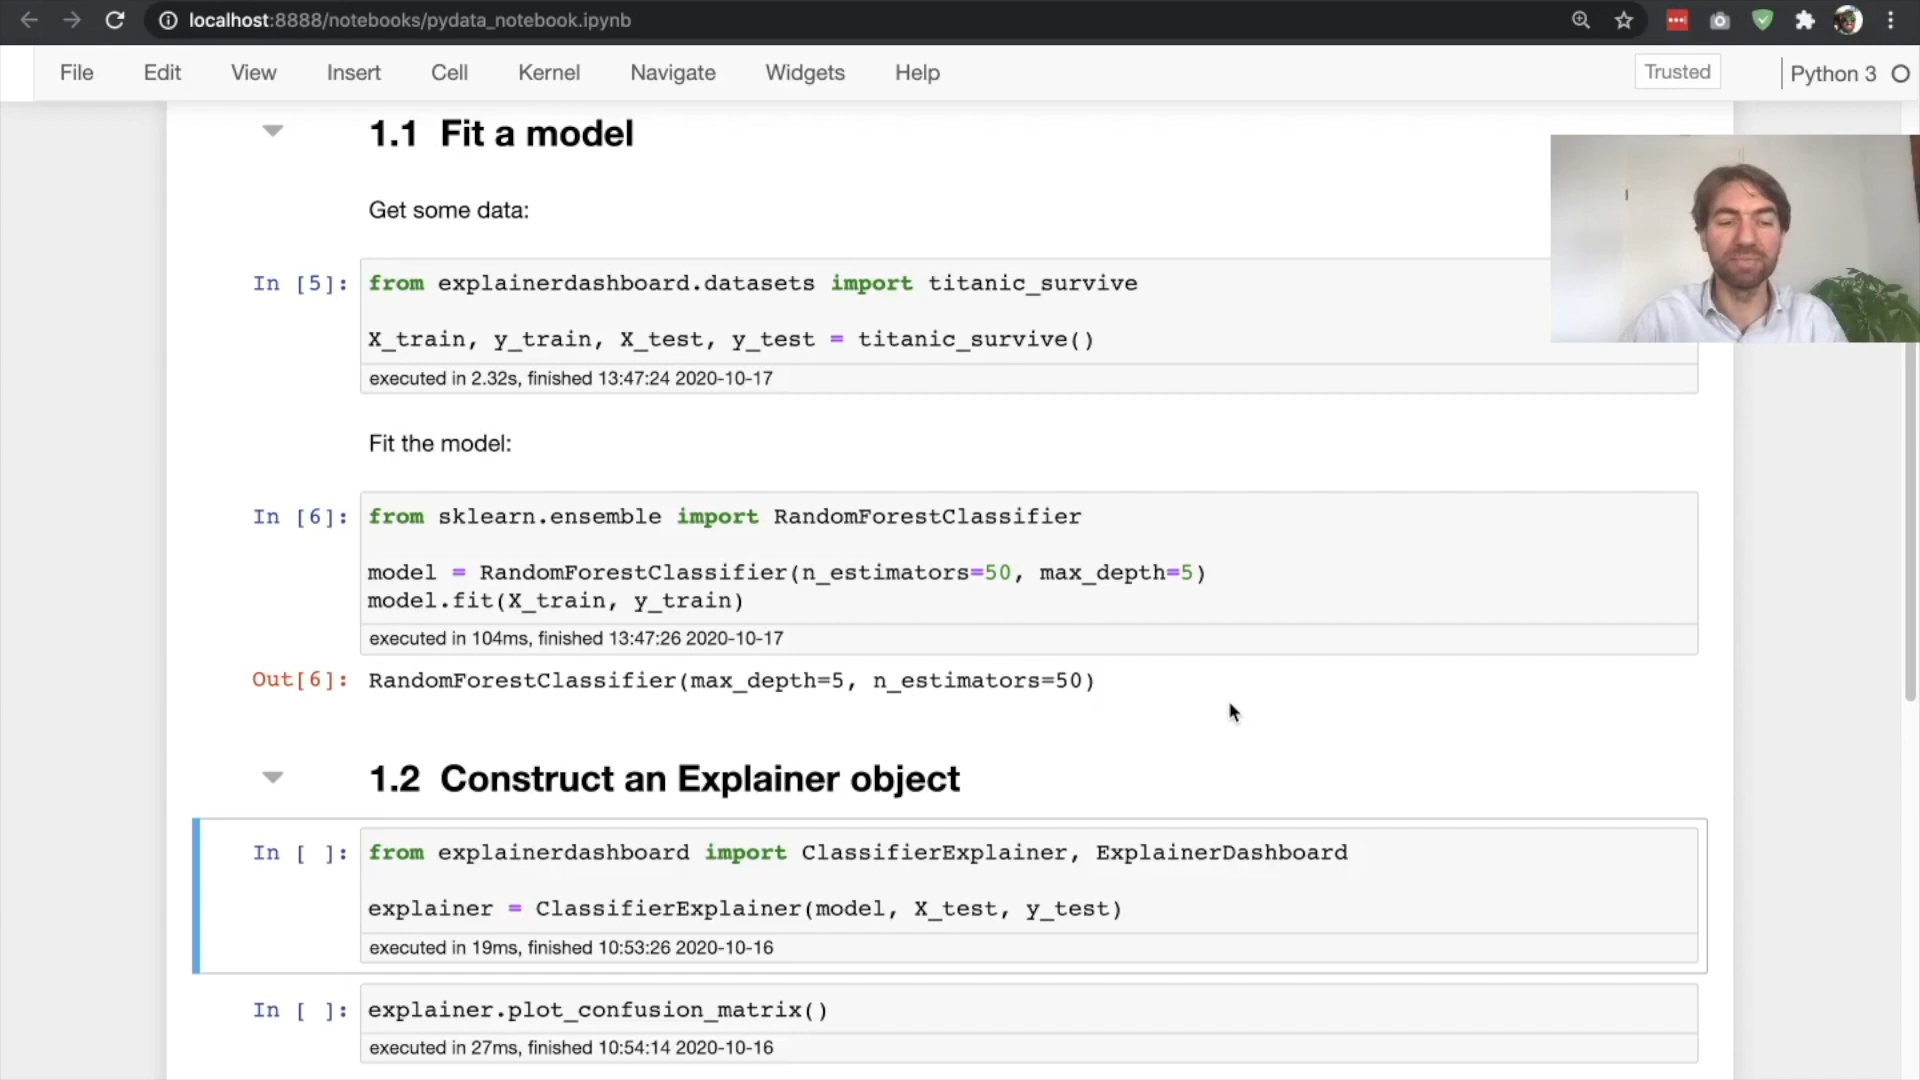 localhost:8888/notebooks/pydata_notebook.ipynb
File Edit View Insert Cell Kernel Navigate Widgets Help Trusted Python 3
1.1 Fit a model
Get some data:
In [5]: from explainerdashboard.datasets import titanic_survive
X_train, y_train, X_test, y_test = titanic_survive()
executed in 2.32s, finished 13:47:24 2020-10-17
Fit the model:
In [6]: from sklearn.ensemble import RandomForestClassifier
model = RandomForestClassifier(n_estimators=50, max_depth=5)
model.fit(X_train, y_train)
executed in 104ms, finished 13:47:26 2020-10-17
Out[6]: RandomForestClassifier(max_depth=5, n_estimators=50)
1.2 Construct an Explainer object
In [ ]: from explainerdashboard import ClassifierExplainer, ExplainerDashboard
explainer = ClassifierExplainer(model, X_test, y_test)
executed in 19ms, finished 10:53:26 2020-10-16
In [ ]: explainer.plot_confusion_matrix()
executed in 27ms, finished 10:54:14 2020-10-16